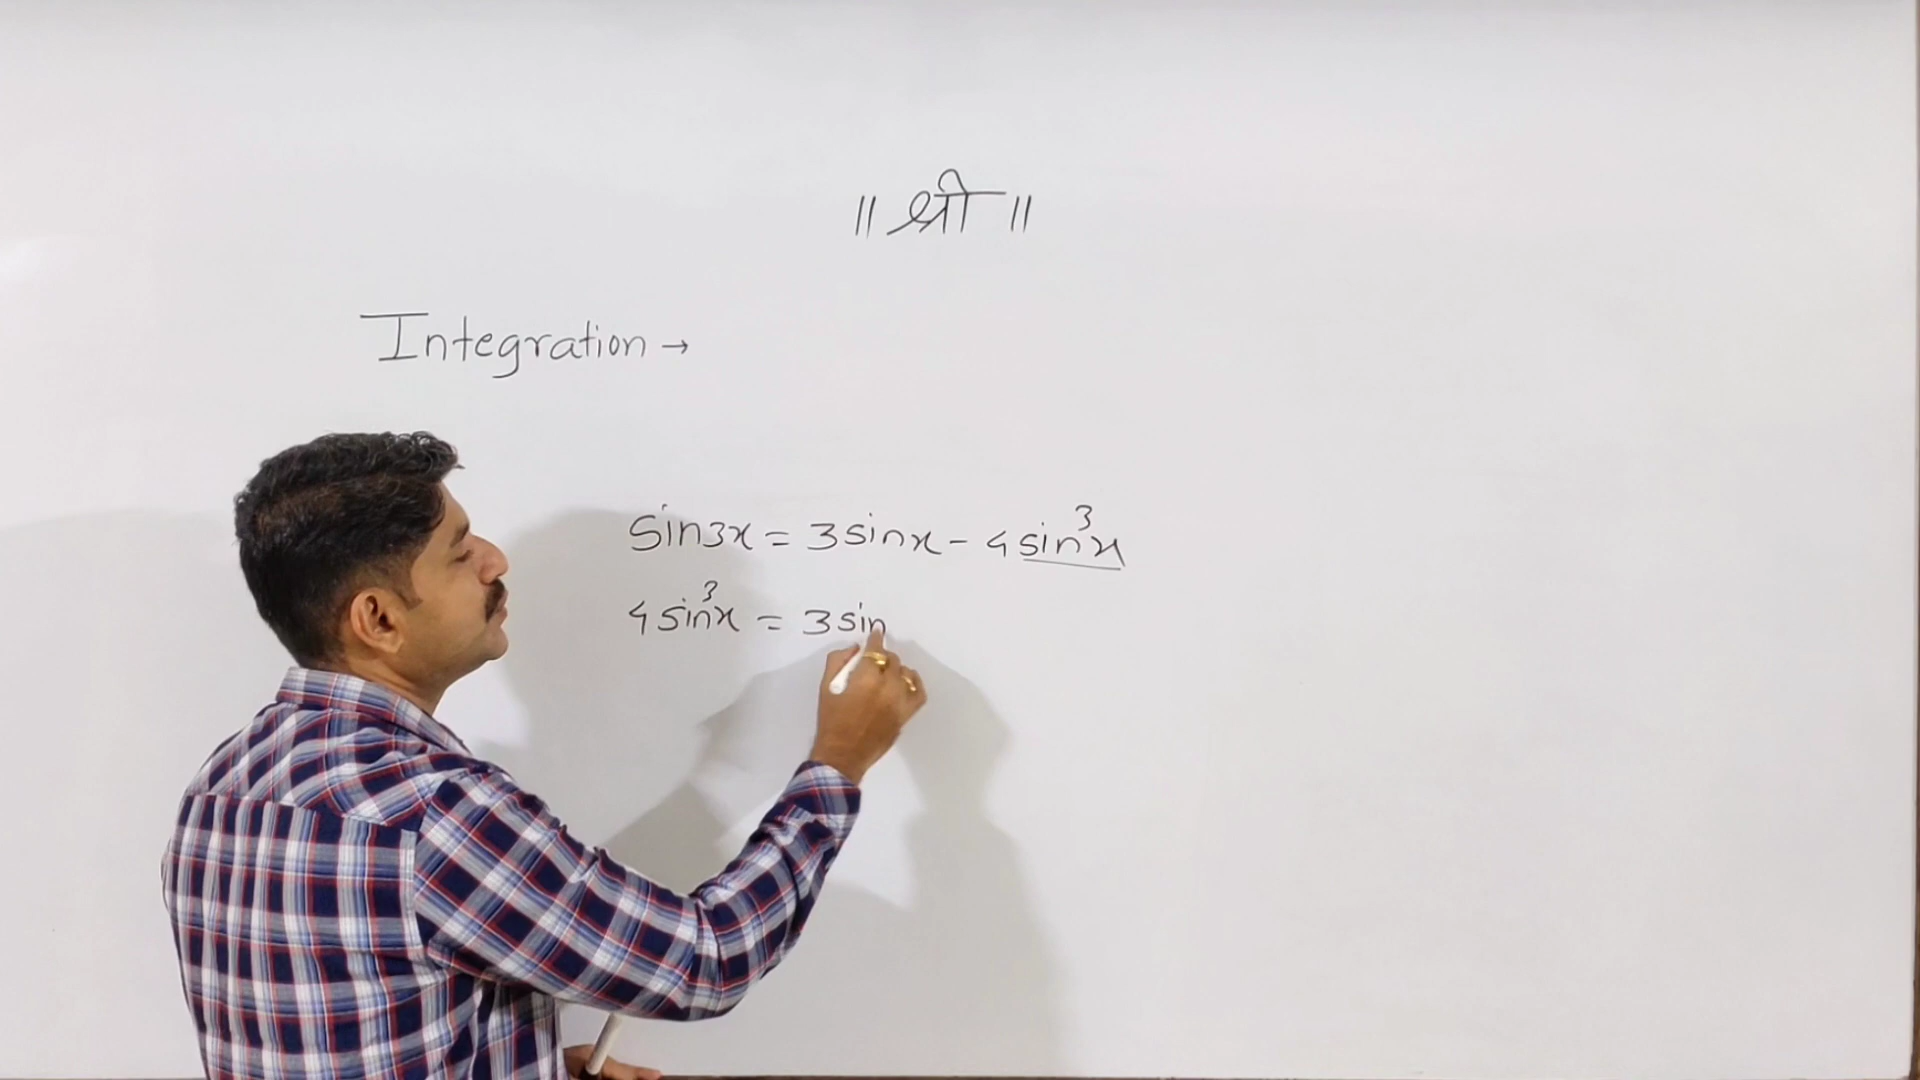 ॥ श्री ॥
Integration →
sin3x = 3sinx - 4sin³x
4sin³x = 3sin